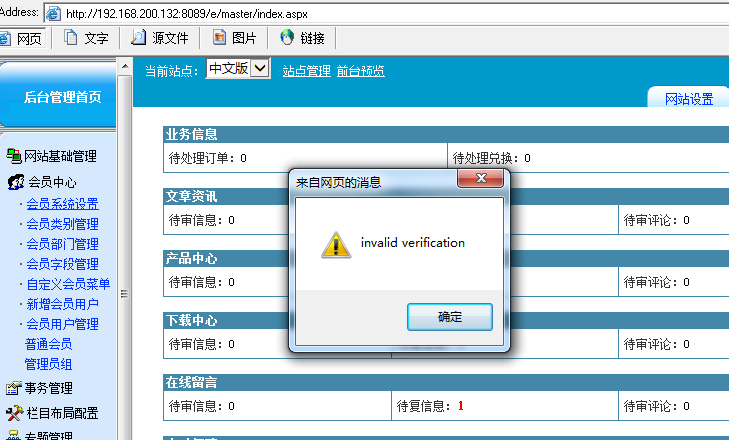 Address: http://192.168.200.132:8089/e/master/index.aspx
网页 文字 源文件 图片 链接
当前站点: 中文版 站点管理 前台预览
网站设置
后台管理首页
网站基础管理
会员中心
·会员系统设置
·会员类别管理
·会员部门管理
·会员字段管理
·自定义会员菜单
·新增会员用户
·会员用户管理
普通会员
管理员组
事务管理
栏目布局配置
专题管理
业务信息
待处理订单: 0 待处理兑换: 0
文章资讯
待审信息: 0 待审评论: 0
产品中心
待审信息: 0 待审评论: 0
下载中心
待审信息: 0 待审评论: 0
在线留言
待审信息: 0 待复信息: 1 待审评论: 0
来自网页的消息
invalid verification
确定